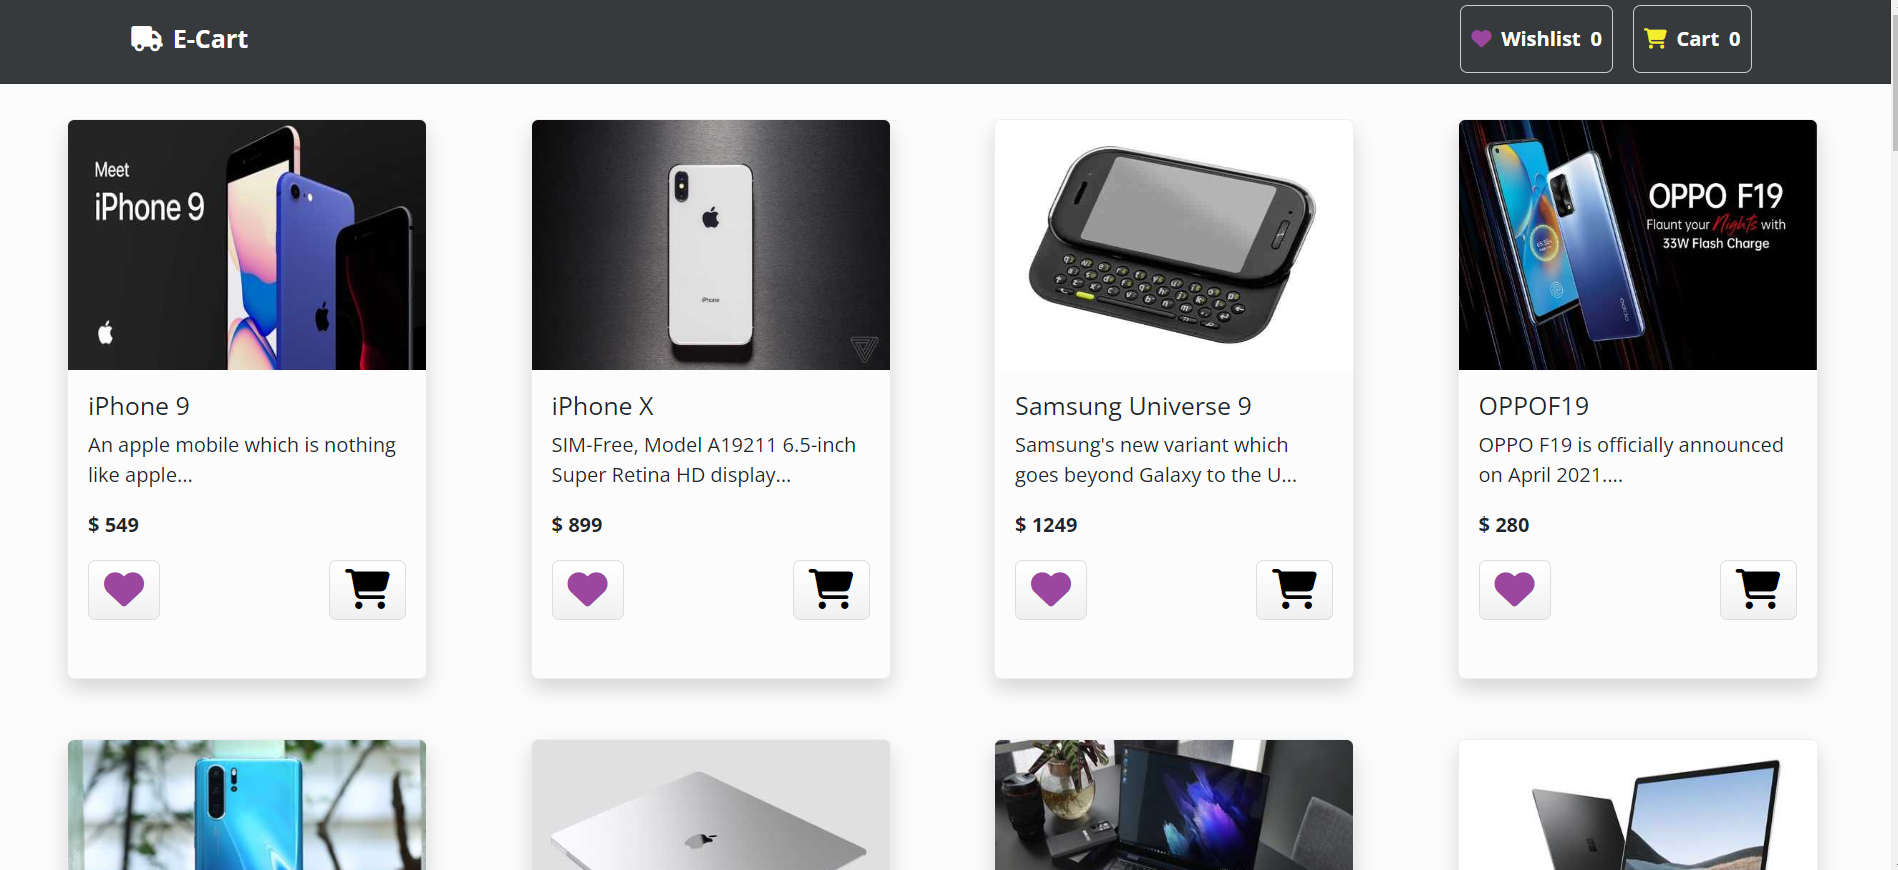 E-Cart
Wishlist 0
Cart 0
Meet
iPhone 9
iPhone
OPPO F19
Flaunt your Nights with
33W Flash Charge
iPhone 9
An apple mobile which is nothing
like apple...
$ 549
iPhone X
SIM-Free, Model A19211 6.5-inch
Super Retina HD display...
$ 899
Samsung Universe 9
Samsung's new variant which
goes beyond Galaxy to the U...
$ 1249
OPPOF19
OPPO F19 is officially announced
on April 2021....
$ 280